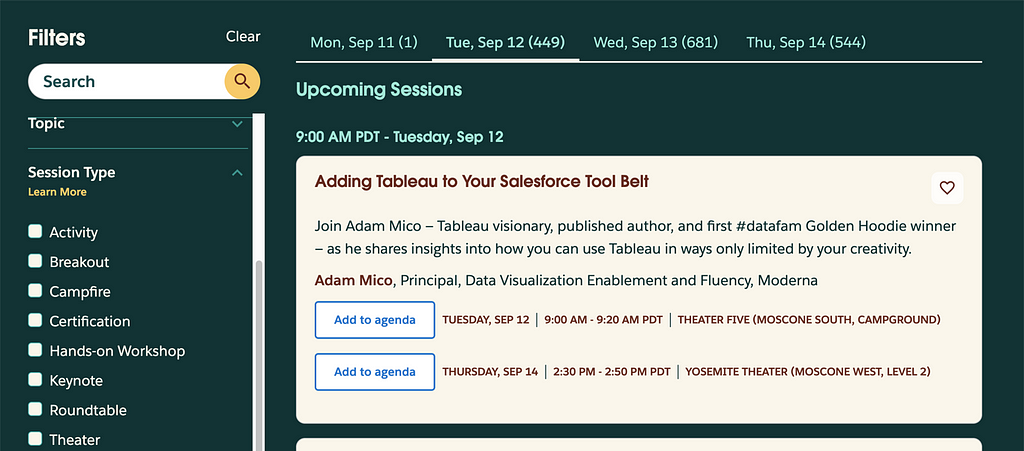 Filters
Clear
Search
Topic
Session Type
Learn More
Activity
Breakout
Campfire
Certification
Hands-on Workshop
Keynote
Roundtable
Theater
Mon, Sep 11 (1)
Tue, Sep 12 (449)
Wed, Sep 13 (681)
Thu, Sep 14 (544)
Upcoming Sessions
9:00 AM PDT - Tuesday, Sep 12
Adding Tableau to Your Salesforce Tool Belt
Join Adam Mico – Tableau visionary, published author, and first #datafam Golden Hoodie winner
– as he shares insights into how you can use Tableau in ways only limited by your creativity.
Adam Mico, Principal, Data Visualization Enablement and Fluency, Moderna
Add to agenda
TUESDAY, SEP 12 | 9:00 AM - 9:20 AM PDT | THEATER FIVE (MOSCONE SOUTH, CAMPGROUND)
Add to agenda
THURSDAY, SEP 14 | 2:30 PM - 2:50 PM PDT | YOSEMITE THEATER (MOSCONE WEST, LEVEL 2)